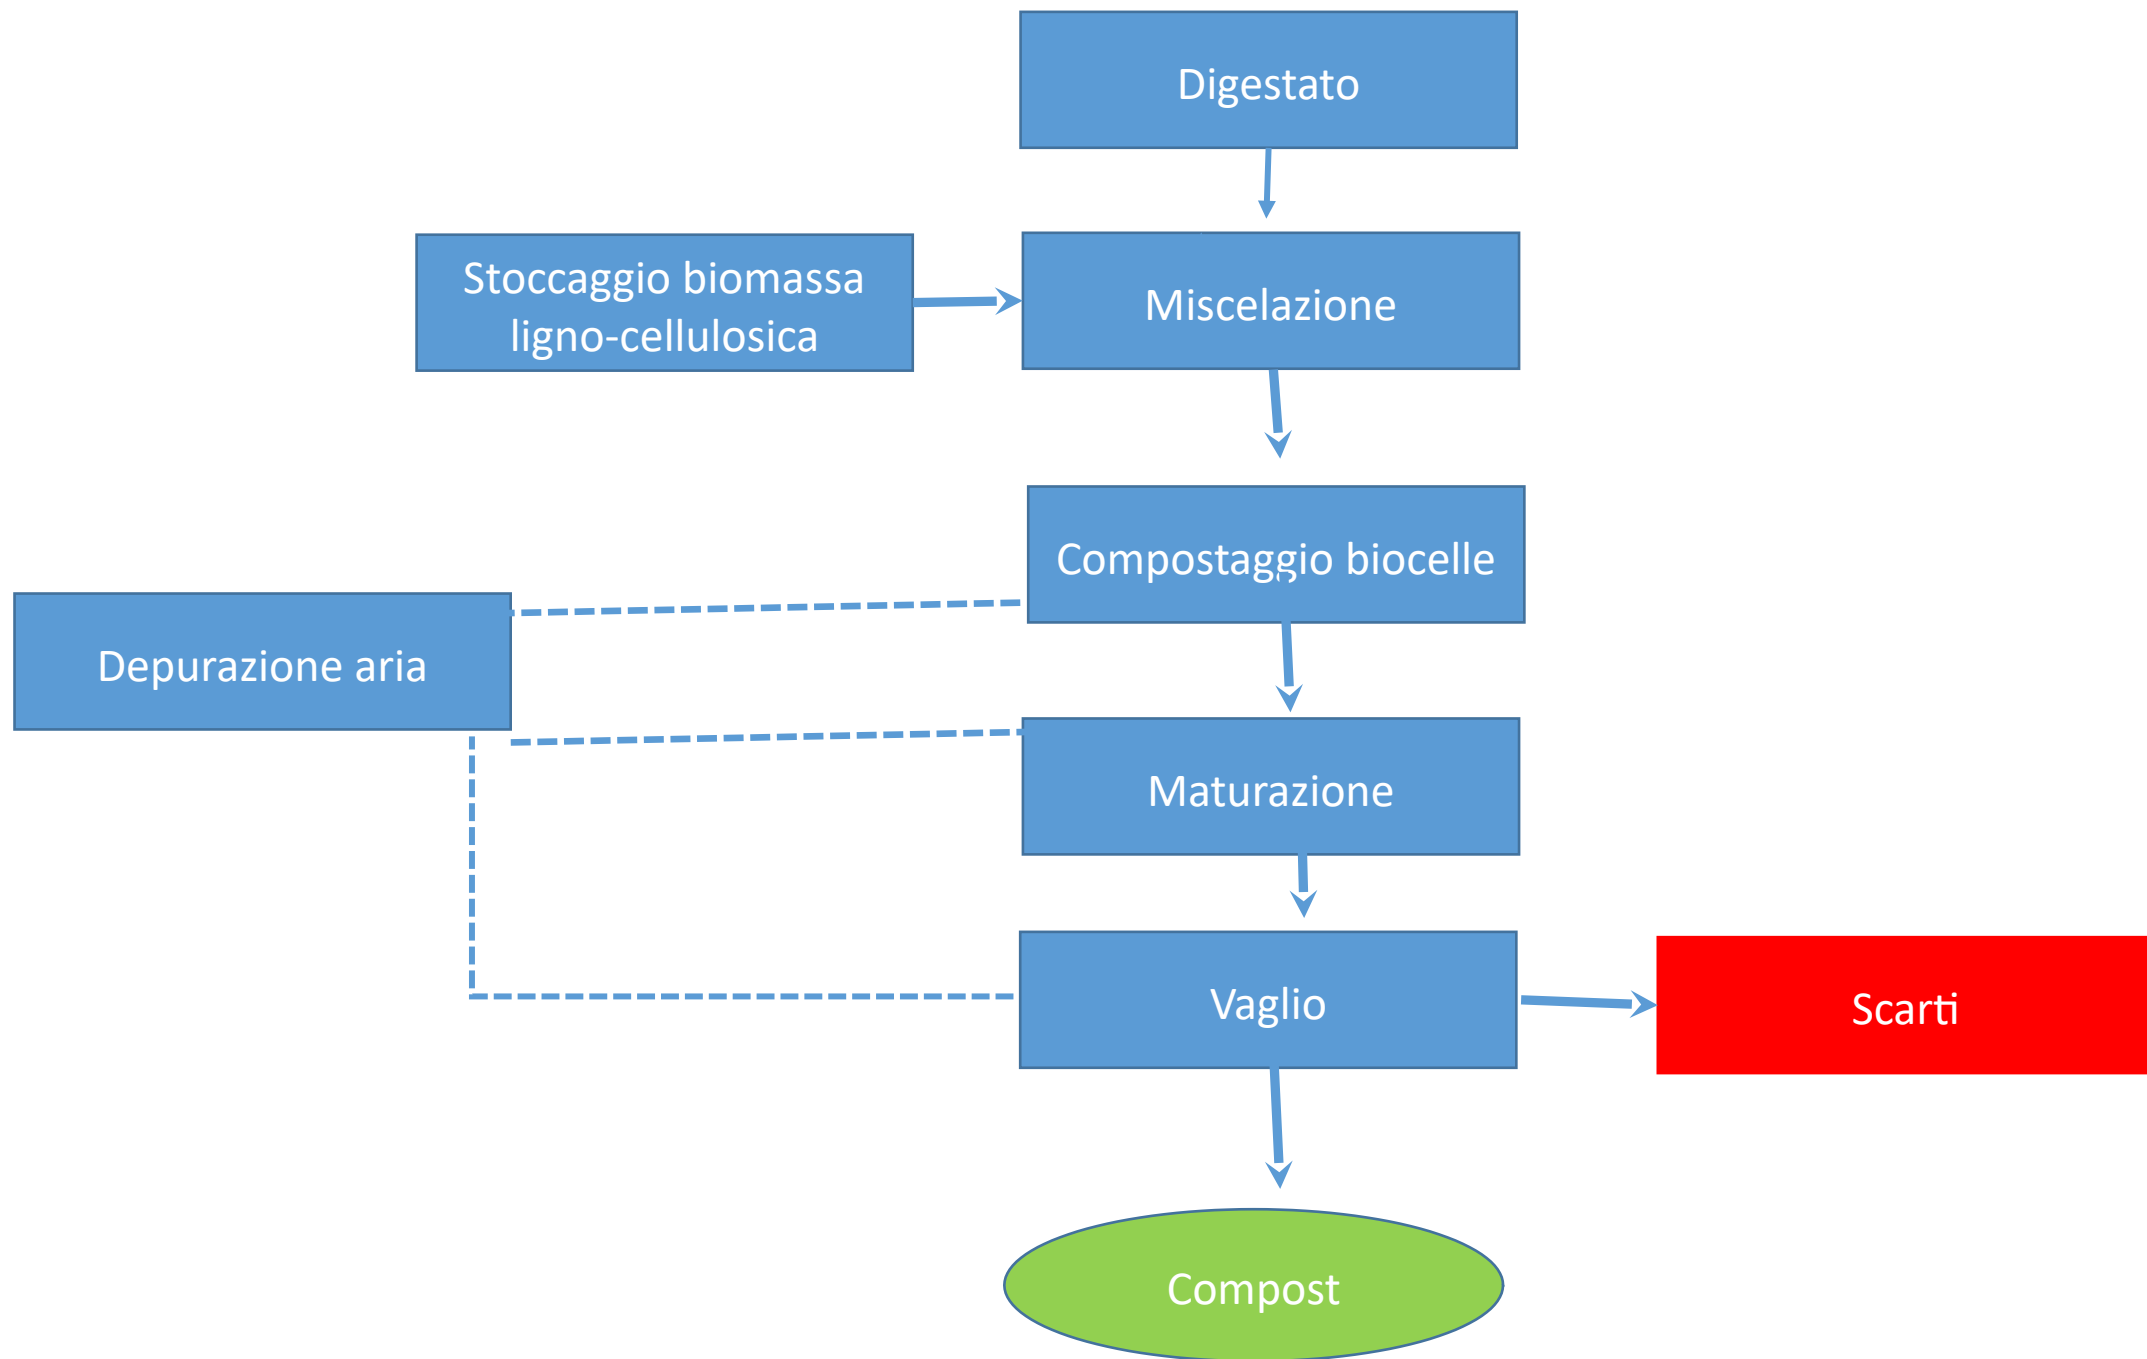 Digestato
Stoccaggio biomassa
ligno-cellulosica
Miscelazione
Compostaggio biocelle
Depurazione aria
Maturazione
Vaglio
Scarti
Compost